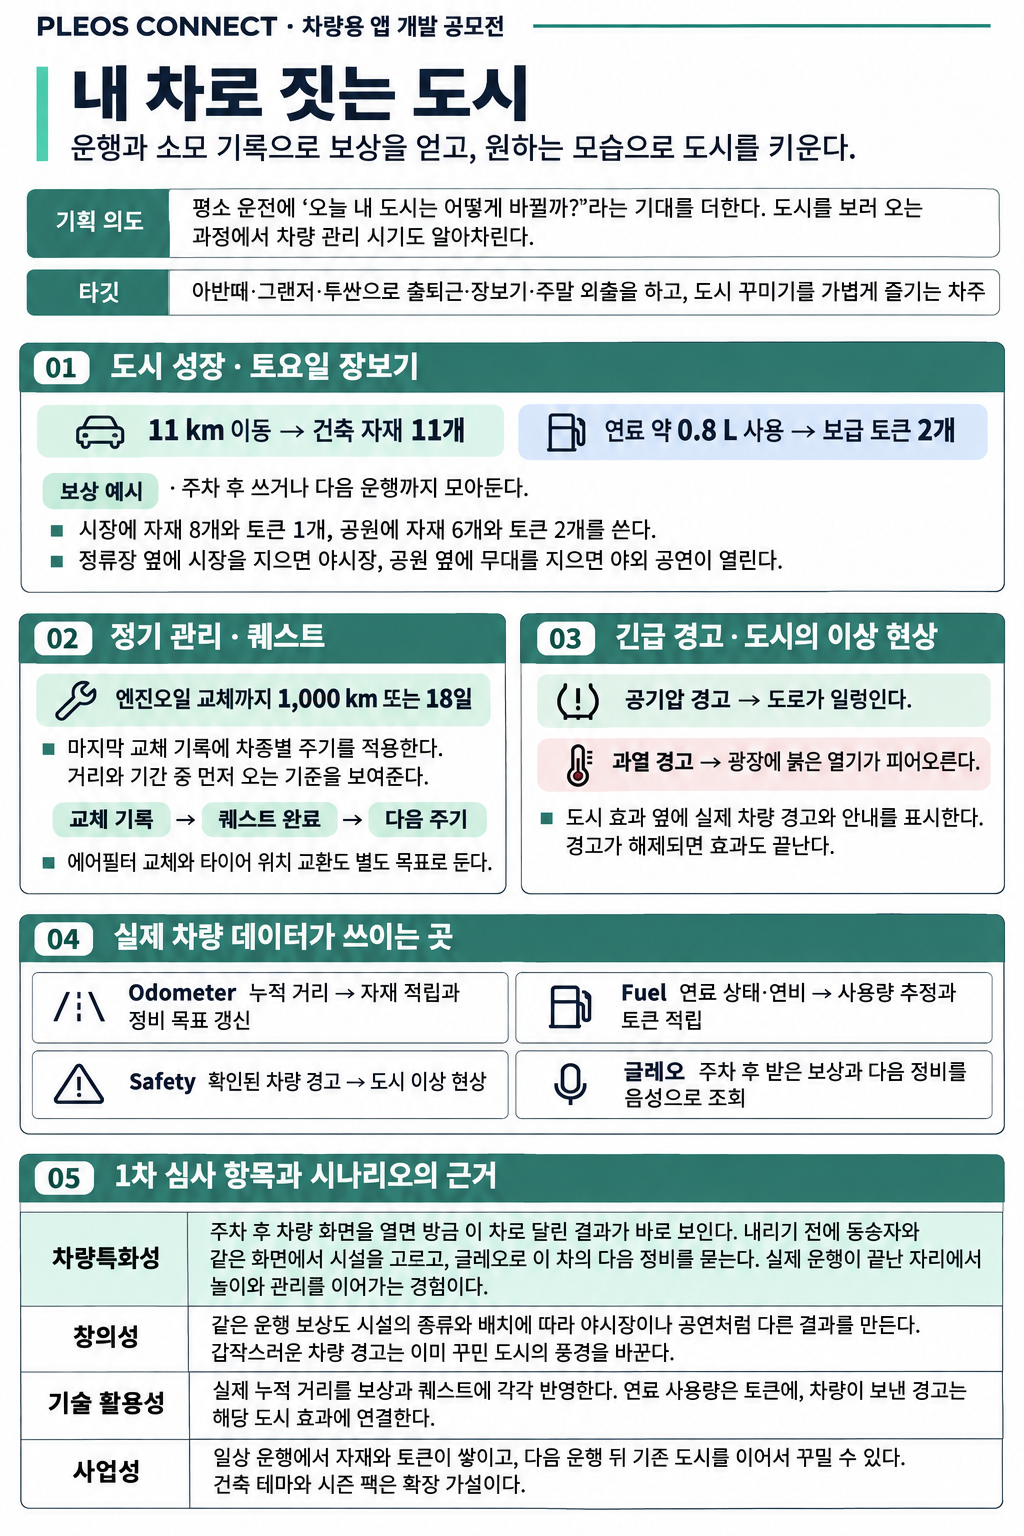 PLEOS CONNECT · 차량용 앱 개발 공모전
내 차로 짓는 도시
운행과 소모 기록으로 보상을 얻고, 원하는 모습으로 도시를 키운다.
기획 의도
평소 운전에 ‘오늘 내 도시는 어떻게 바뀔까?”라는 기대를 더한다. 도시를 보러 오는
과정에서 차량 관리 시기도 알아차린다.
타깃
아반떼·그랜저·투싼으로 출퇴근·장보기·주말 외출을 하고, 도시 꾸미기를 가볍게 즐기는 차주
01 도시 성장 · 토요일 장보기
11 km 이동 → 건축 자재 11개
연료 약 0.8 L 사용 → 보급 토큰 2개
보상 예시 · 주차 후 쓰거나 다음 운행까지 모아둔다.
■ 시장에 자재 8개와 토큰 1개, 공원에 자재 6개와 토큰 2개를 쓴다.
■ 정류장 옆에 시장을 지으면 야시장, 공원 옆에 무대를 지으면 야외 공연이 열린다.
02 정기 관리 · 퀘스트
엔진오일 교체까지 1,000 km 또는 18일
■ 마지막 교체 기록에 차종별 주기를 적용한다.
거리와 기간 중 먼저 오는 기준을 보여준다.
교체 기록 → 퀘스트 완료 → 다음 주기
■ 에어필터 교체와 타이어 위치 교환도 별도 목표로 둔다.
03 긴급 경고 · 도시의 이상 현상
공기압 경고 → 도로가 일렁인다.
과열 경고 → 광장에 붉은 열기가 피어오른다.
■ 도시 효과 옆에 실제 차량 경고와 안내를 표시한다.
경고가 해제되면 효과도 끝난다.
04 실제 차량 데이터가 쓰이는 곳
Odometer 누적 거리 → 자재 적립과
정비 목표 갱신
Fuel 연료 상태·연비 → 사용량 추정과
토큰 적립
Safety 확인된 차량 경고 → 도시 이상 현상
글레오 주차 후 받은 보상과 다음 정비를
음성으로 조회
05 1차 심사 항목과 시나리오의 근거
차량특화성
주차 후 차량 화면을 열면 방금 이 차로 달린 결과가 바로 보인다. 내리기 전에 동승자와
같은 화면에서 시설을 고르고, 글레오로 이 차의 다음 정비를 묻는다. 실제 운행이 끝난 자리에서
놀이와 관리를 이어가는 경험이다.
창의성
같은 운행 보상도 시설의 종류와 배치에 따라 야시장이나 공연처럼 다른 결과를 만든다.
갑작스러운 차량 경고는 이미 꾸민 도시의 풍경을 바꾼다.
기술 활용성
실제 누적 거리를 보상과 퀘스트에 각각 반영한다. 연료 사용량은 토큰에, 차량이 보낸 경고는
해당 도시 효과에 연결한다.
사업성
일상 운행에서 자재와 토큰이 쌓이고, 다음 운행 뒤 기존 도시를 이어서 꾸밀 수 있다.
건축 테마와 시즌 팩은 확장 가설이다.